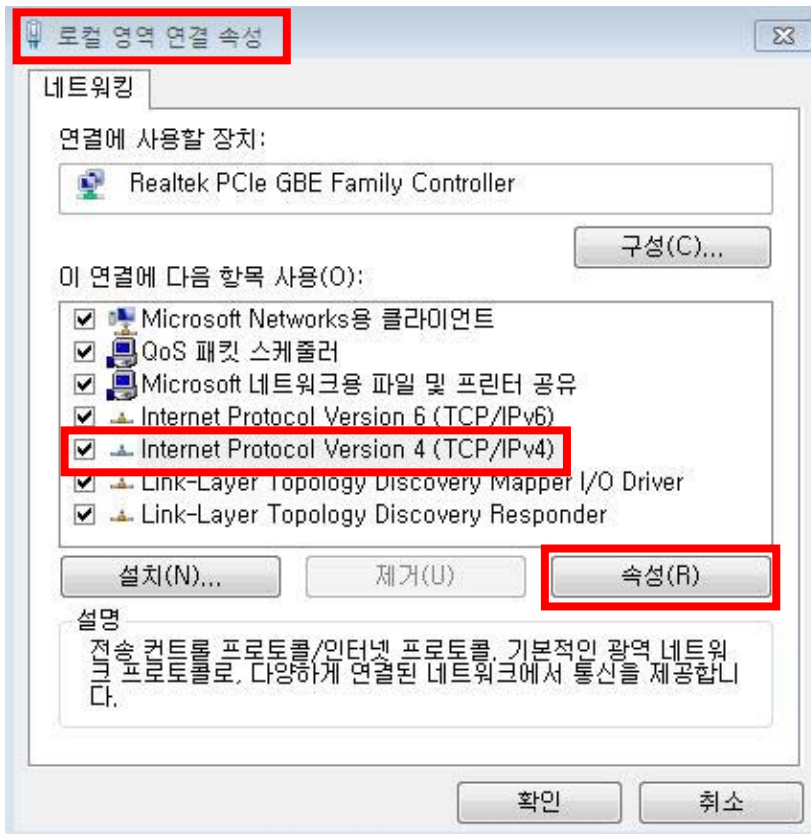 로컬 영역 연결 속성
네트워킹
연결에 사용할 장치:
Realtek PCIe GBE Family Controller
구성(C)...
이 연결에 다음 항목 사용(O):
Microsoft Networks용 클라이언트
QoS 패킷 스케줄러
Microsoft 네트워크용 파일 및 프린터 공유
Internet Protocol Version 6 (TCP/IPv6)
Internet Protocol Version 4 (TCP/IPv4)
Link-Layer Topology Discovery Mapper I/O Driver
Link-Layer Topology Discovery Responder
설치(N)...
제거(U)
속성(R)
설명
전송 컨트롤 프로토콜/인터넷 프로토콜. 기본적인 광역 네트워
크 프로토콜로, 다양하게 연결된 네트워크에서 통신을 제공합니
다.
확인
취소